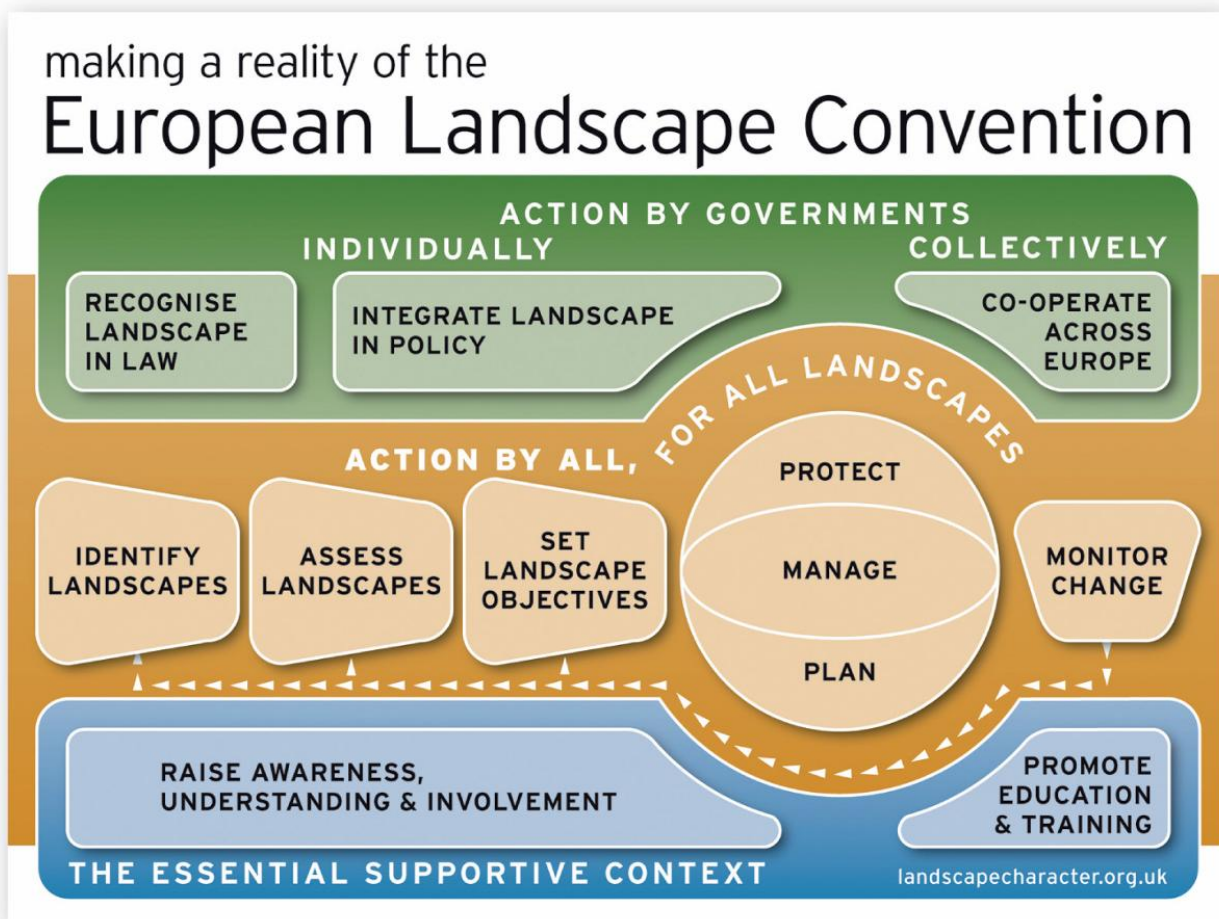 making a reality of the
European Landscape Convention
ACTION BY GOVERNMENTS
INDIVIDUALLY
COLLECTIVELY
RECOGNISE
LANDSCAPE
IN LAW
INTEGRATE LANDSCAPE
IN POLICY
CO-OPERATE
ACROSS
EUROPE
ACTION BY ALL,
FOR ALL LANDSCAPES
IDENTIFY
LANDSCAPES
ASSESS
LANDSCAPES
SET
LANDSCAPE
OBJECTIVES
PROTECT
MANAGE
PLAN
MONITOR
CHANGE
RAISE AWARENESS,
UNDERSTANDING & INVOLVEMENT
PROMOTE
EDUCATION
& TRAINING
THE ESSENTIAL SUPPORTIVE CONTEXT
landscapecharacter.org.uk